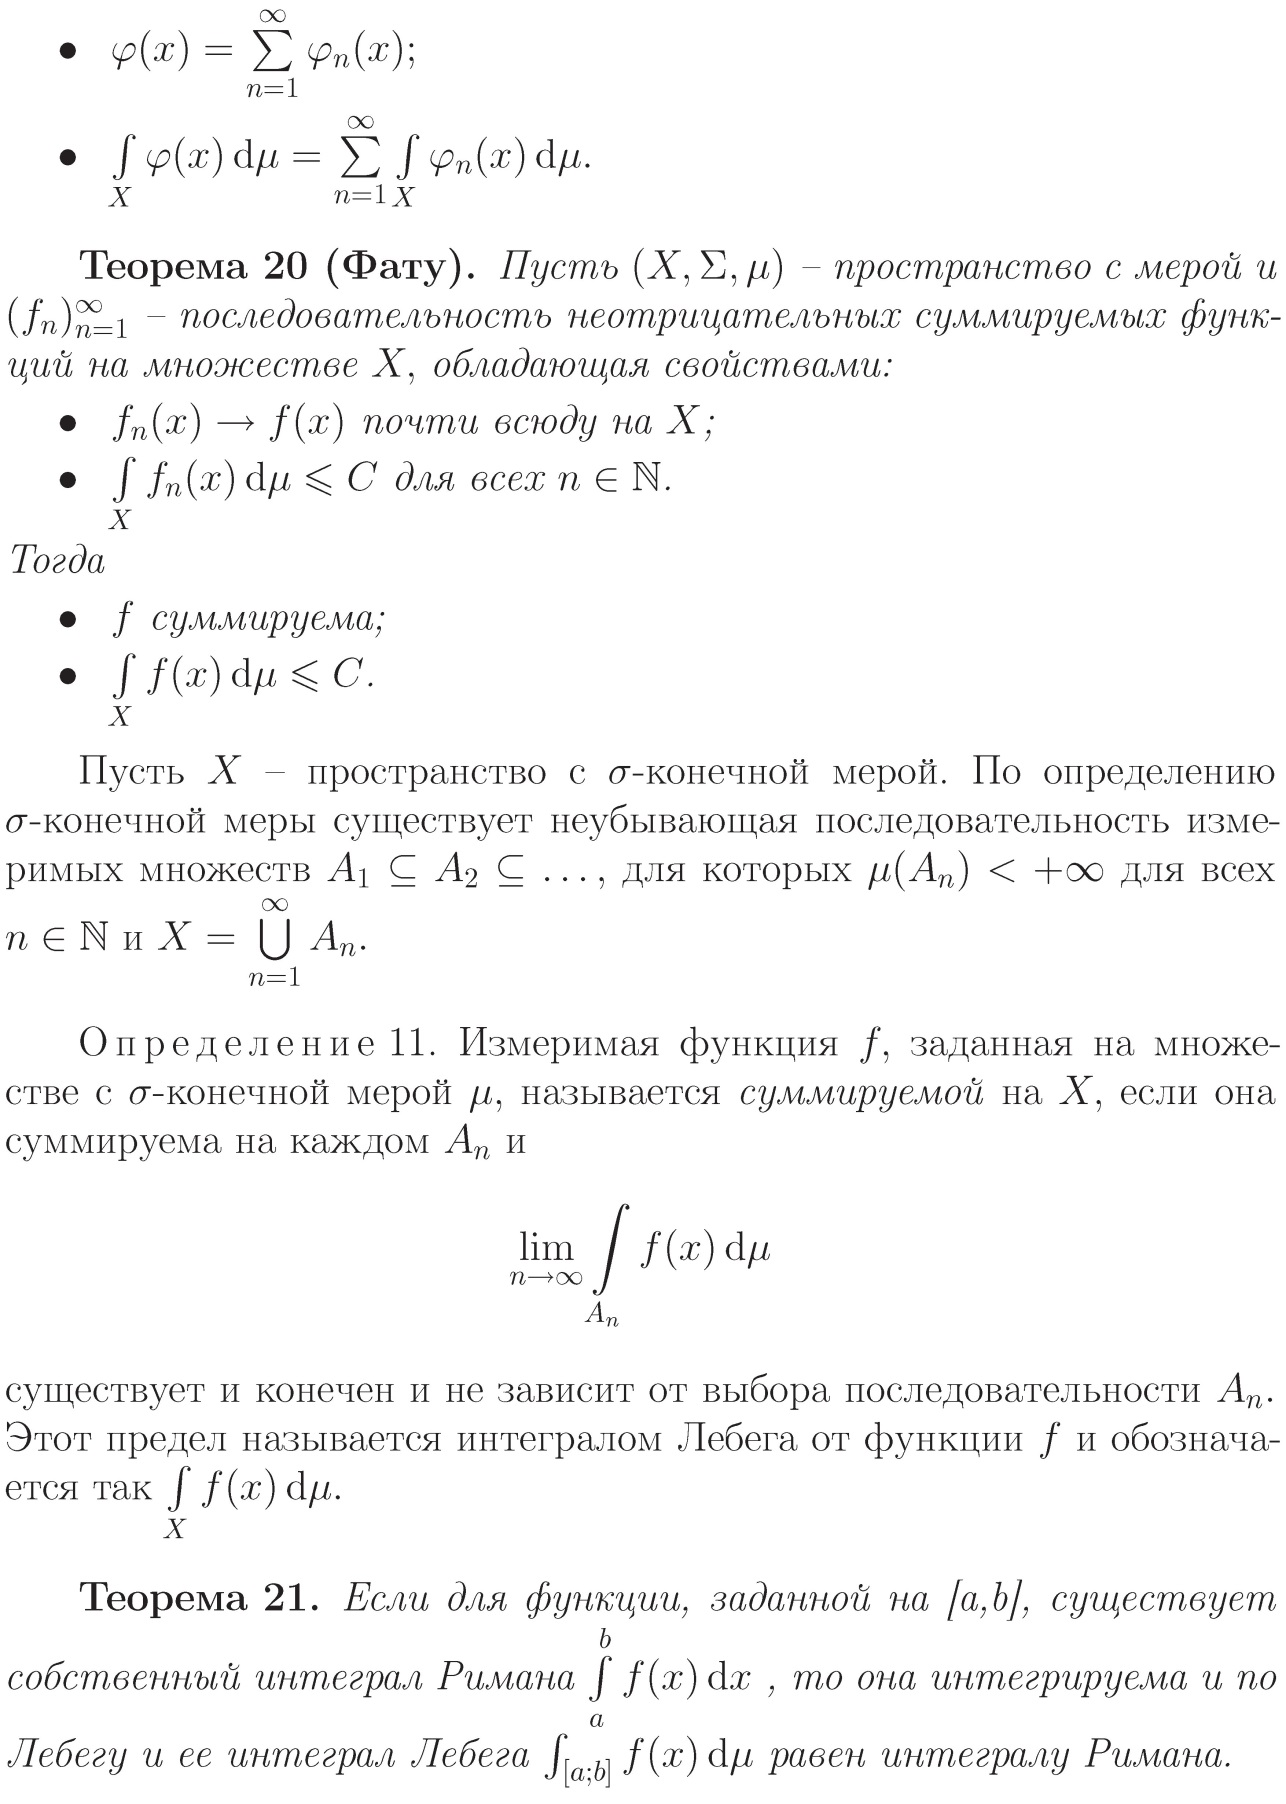 • φ(x) = ∑_{n=1}^{∞} φ_n(x);
• ∫_X φ(x) dμ = ∑_{n=1}^{∞} ∫_X φ_n(x) dμ.
Теорема 20 (Фату). Пусть (X, Σ, μ) – пространство с мерой и
(f_n)_{n=1}^{∞} – последовательность неотрицательных суммируемых функ-
ций на множестве X, обладающая свойствами:
• f_n(x) → f(x) почти всюду на X;
• ∫_X f_n(x) dμ ⩽ C для всех n ∈ ℕ.
Тогда
• f суммируема;
• ∫_X f(x) dμ ⩽ C.
Пусть X – пространство с σ-конечной мерой. По определению
σ-конечной меры существует неубывающая последовательность изме-
римых множеств A_1 ⊆ A_2 ⊆ …, для которых μ(A_n) < +∞ для всех
n ∈ ℕ и X = ⋃_{n=1}^{∞} A_n.
Определение 11. Измеримая функция f, заданная на множе-
стве с σ-конечной мерой μ, называется суммируемой на X, если она
суммируема на каждом A_n и
lim_{n→∞} ∫_{A_n} f(x) dμ
существует и конечен и не зависит от выбора последовательности A_n.
Этот предел называется интегралом Лебега от функции f и обознача-
ется так ∫_X f(x) dμ.
Теорема 21. Если для функции, заданной на [a,b], существует
собственный интеграл Римана ∫_a^b f(x) dx , то она интегрируема и по
Лебегу и ее интеграл Лебега ∫_{[a;b]} f(x) dμ равен интегралу Римана.